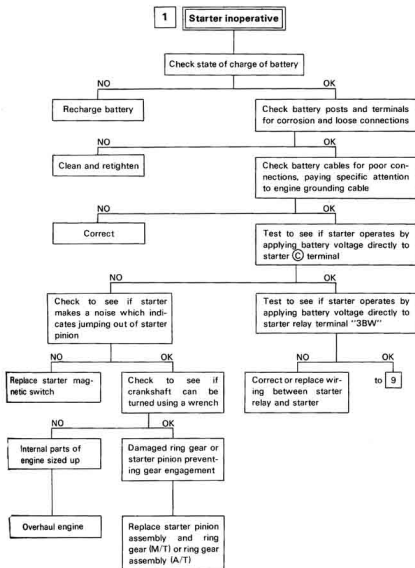 1 Starter inoperative
Check state of charge of battery
NO OK
Recharge battery
Check battery posts and terminals
for corrosion and loose connections
NO OK
Clean and retighten
Check battery cables for poor con-
nections, paying specific attention
to engine grounding cable
NO OK
Correct
Test to see if starter operates by
applying battery voltage directly to
starter Ⓒ terminal
NO OK
Check to see if starter
makes a noise which indi-
cates jumping out of starter
pinion
Test to see if starter operates by
applying battery voltage directly to
starter relay terminal "3BW"
NO OK
NO OK
Replace starter mag-
netic switch
Check to see if
crankshaft can be
turned using a wrench
Correct or replace wir-
ing between starter
relay and starter
to 9
NO OK
Internal parts of
engine sized up
Damaged ring gear or
starter pinion prevent-
ing gear engagement
Overhaul engine
Replace starter pinion
assembly and ring
gear (M/T) or ring gear
assembly (A/T)